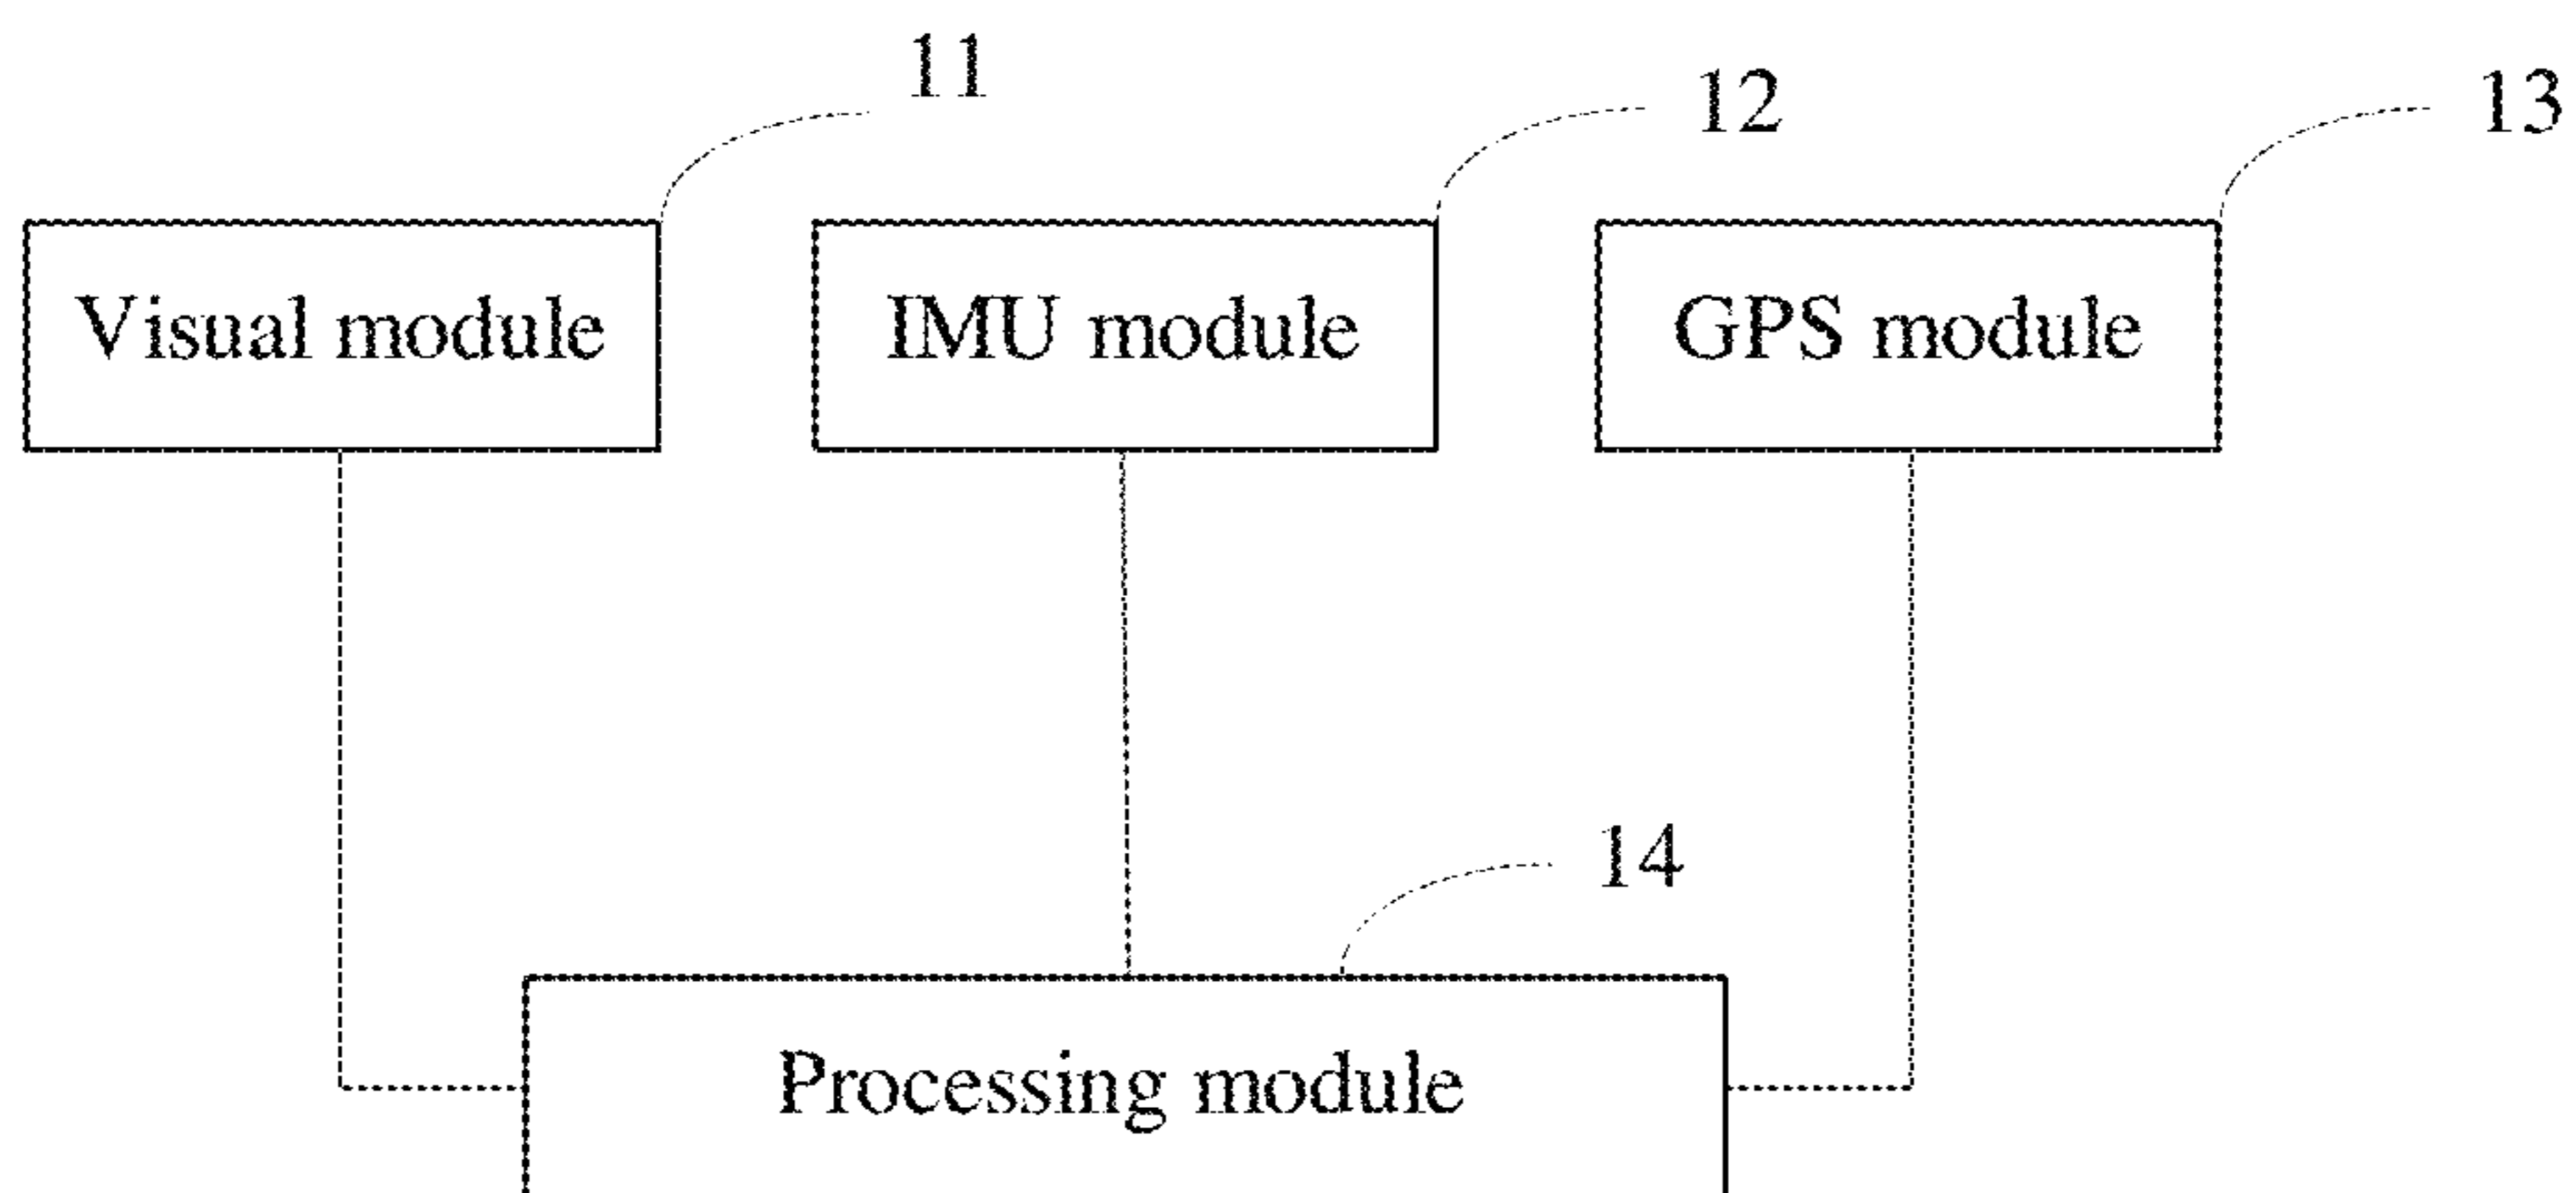 11
12
13
Visual module
IMU module
GPS module
14
Processing module